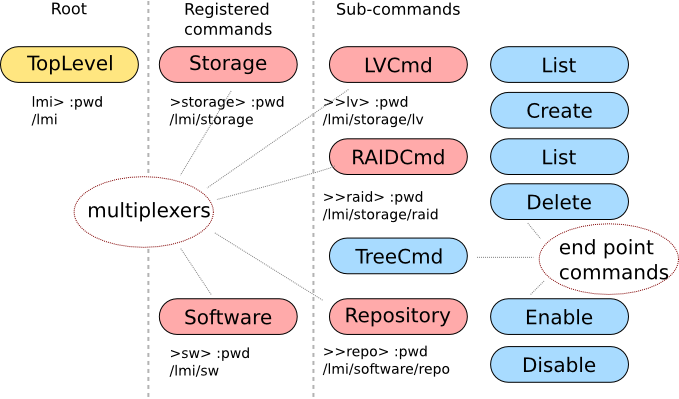 Root
Registered
commands
Sub-commands
TopLevel
Storage
LVCmd
List
lmi> :pwd
/lmi
>storage> :pwd
/lmi/storage
>>lv> :pwd
/lmi/storage/lv
Create
RAIDCmd
List
>>raid> :pwd
/lmi/storage/raid
Delete
multiplexers
TreeCmd
end point
commands
Software
Repository
Enable
>sw> :pwd
/lmi/sw
>>repo> :pwd
/lmi/software/repo
Disable